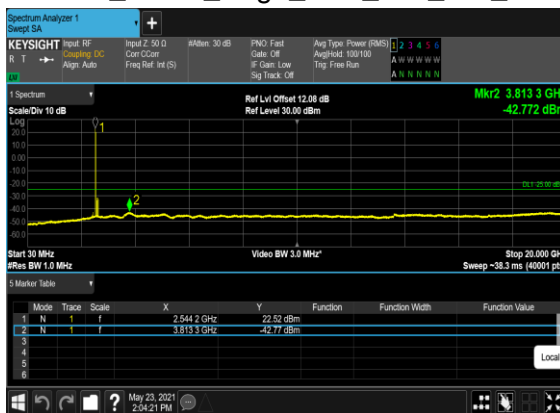 Spectrum Analyzer 1
Swept SA
KEYSIGHT Input: RF Input Z: 50 Ω #Atten: 30 dB PNO: Fast Avg Type: Power (RMS) 1 2 3 4 5 6
R T Coupling: DC Corr CCorr Gate: Off Avg|Hold: 100/100 A W W W W W
Align: Auto Freq Ref: Int (S) IF Gain: Low Trig: Free Run
Sig Track: Off A N N N N N
LXI
1 Spectrum Ref Lvl Offset 12.08 dB Mkr2 3.813 3 GH
Scale/Div 10 dB Ref Level 30.00 dBm -42.772 dBr
Log
20.0 1
10.0
0.00
-10.0
-20.0 DL1 -25.00 dB
-30.0
-40.0 2
-50.0
-60.0
Start 30 MHz Video BW 3.0 MHz* Stop 20.000 GH
#Res BW 1.0 MHz Sweep ~38.3 ms (40001 pt
5 Marker Table
Mode Trace Scale X Y Function Function Width Function Value
1 N 1 f 2.544 2 GHz 22.52 dBm
2 N 1 f 3.813 3 GHz -42.77 dBm
3
4
5
6
Local
? May 23, 2021
2:04:21 PM